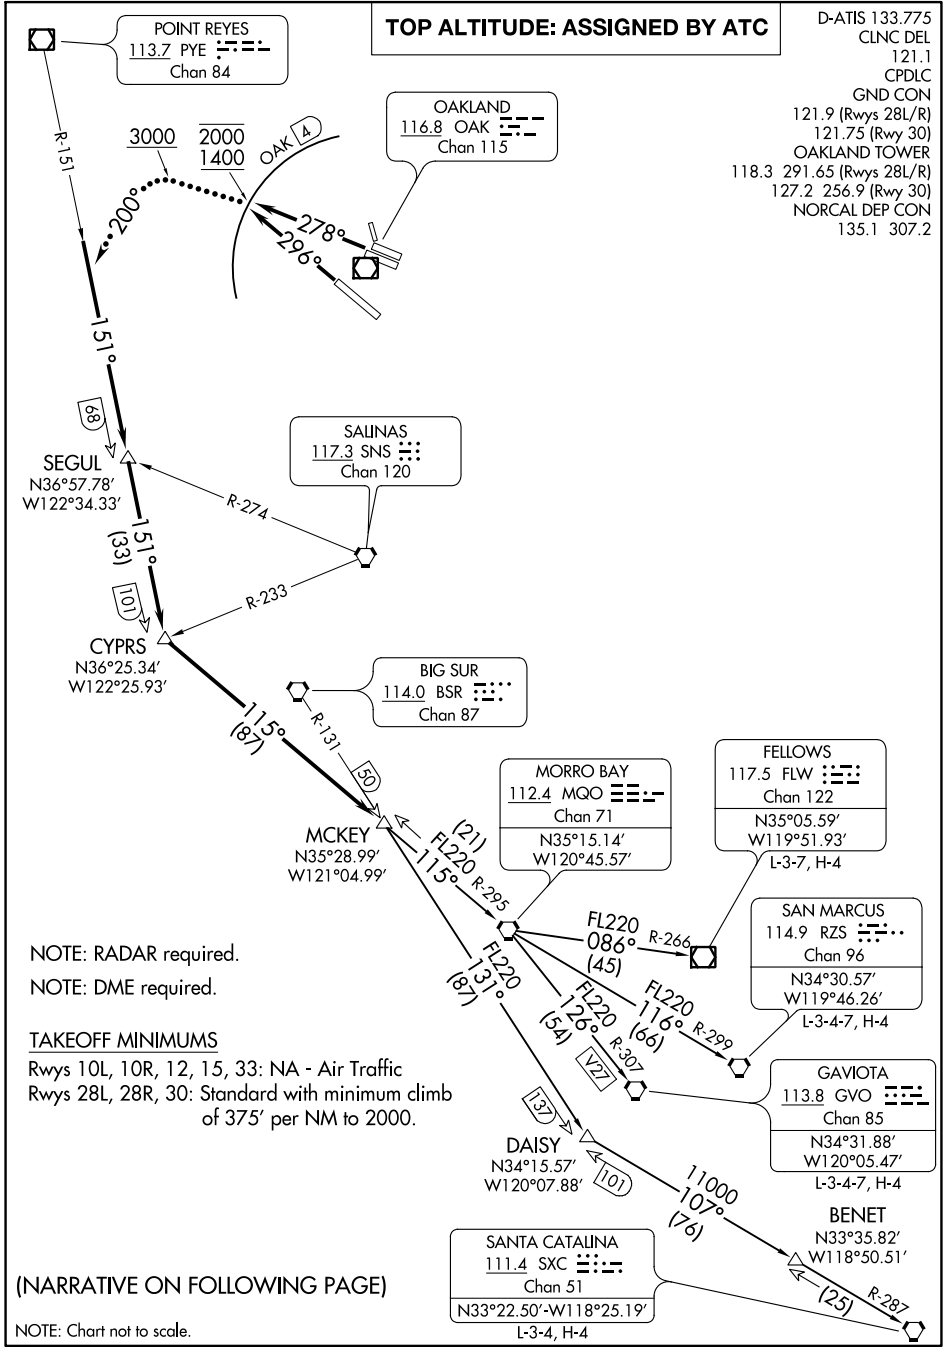 TOP ALTITUDE: ASSIGNED BY ATC
D-ATIS 133.775
CLNC DEL
121.1
CPDLC
GND CON
121.9 (Rwys 28L/R)
121.75 (Rwy 30)
OAKLAND TOWER
118.3 291.65 (Rwys 28L/R)
127.2 256.9 (Rwy 30)
NORCAL DEP CON
135.1 307.2
POINT REYES
113.7 PYE
Chan 84
R-151
OAKLAND
116.8 OAK
Chan 115
3000
2000
1400
OAK 4
200°
278°
296°
151°
68
SEGUL
N36°57.78'
W122°34.33'
SALINAS
117.3 SNS
Chan 120
R-274
R-233
151°
(33)
101
CYPRS
N36°25.34'
W122°25.93'
115°
(87)
BIG SUR
114.0 BSR
Chan 87
R-131
50
MCKEY
N35°28.99'
W121°04.99'
(21)
FL220
115°
R-295
MORRO BAY
112.4 MQO
Chan 71
N35°15.14'
W120°45.57'
FELLOWS
117.5 FLW
Chan 122
N35°05.59'
W119°51.93'
L-3-7, H-4
FL220
086°
(45)
R-266
SAN MARCUS
114.9 RZS
Chan 96
N34°30.57'
W119°46.26'
L-3-4-7, H-4
FL220
116°
(66)
R-299
FL220
126°
(54)
R-307
V27
GAVIOTA
113.8 GVO
Chan 85
N34°31.88'
W120°05.47'
L-3-4-7, H-4
FL220
131°
(87)
137
DAISY
N34°15.57'
W120°07.88'
101
11000
107°
(76)
BENET
N33°35.82'
W118°50.51'
(25)
R-287
SANTA CATALINA
111.4 SXC
Chan 51
N33°22.50'-W118°25.19'
L-3-4, H-4
NOTE: RADAR required.
NOTE: DME required.
TAKEOFF MINIMUMS
Rwys 10L, 10R, 12, 15, 33: NA - Air Traffic
Rwys 28L, 28R, 30: Standard with minimum climb
of 375' per NM to 2000.
(NARRATIVE ON FOLLOWING PAGE)
NOTE: Chart not to scale.